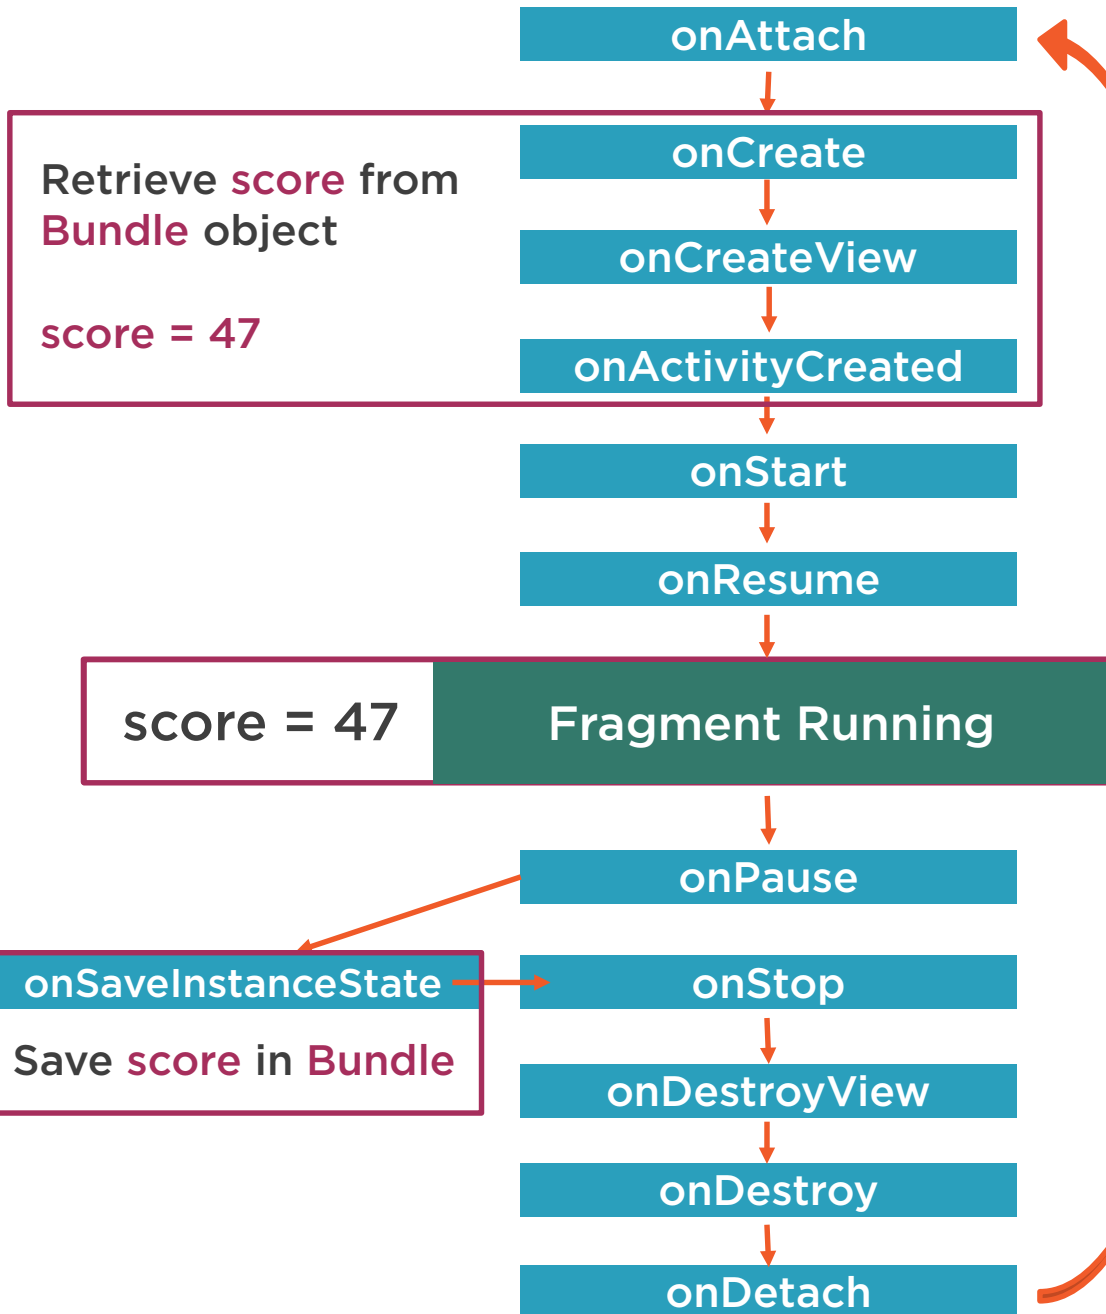 onAttach
onCreate
Retrieve score from
Bundle object
onCreateView
score = 47
onActivityCreated
onStart
onResume
score = 47
Fragment Running
onPause
onSaveInstanceState
onStop
Save score in Bundle
onDestroyView
onDestroy
onDetach